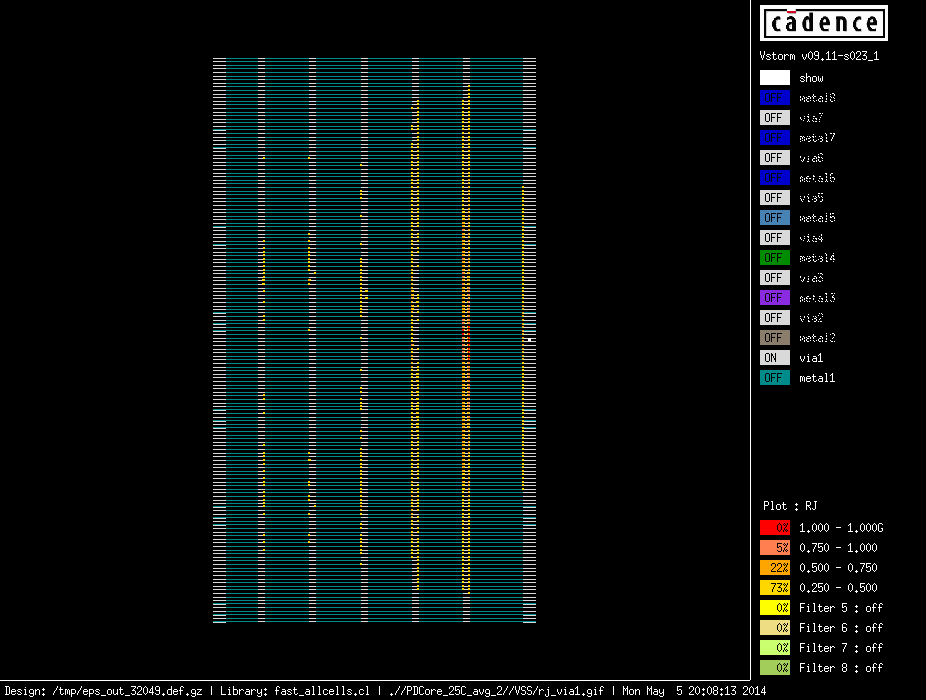 cādence
Vstorm v09.11-s023_1
show
metal8
OFF via7
metal7
OFF via6
metal6
OFF via5
OFF metal5
OFF via4
OFF metal4
OFF via3
OFF metal3
OFF via2
OFF metal2
ON via1
OFF metal1
Plot : RJ
0% 1.000 - 1.000G
5% 0.750 - 1.000
22% 0.500 - 0.750
73% 0.250 - 0.500
0% Filter 5 : off
0% Filter 6 : off
0% Filter 7 : off
0% Filter 8 : off
Design: /tmp/eps_out_32049.def.gz | Library: fast_allcells.cl | .//PDCore_25C_avg_2//VSS/rj_via1.gif | Mon May  5 20:08:13 2014